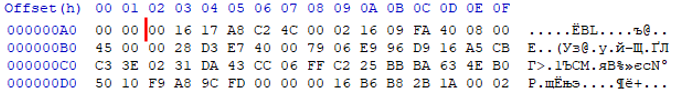 Offset(h) 00 01 02 03 04 05 06 07 08 09 0A 0B 0C 0D 0E 0F
000000A0 00 00 00 16 17 A8 C2 4C 00 02 16 09 FA 40 08 00 .....ЁВL....ъ@..
000000B0 45 00 00 28 D3 E7 40 00 79 06 E9 96 D9 16 A5 CB E..(Уз@.y.й–Щ.ҐЛ
000000C0 C3 3E 02 31 DA 43 CC 06 FF C2 25 BB BA 63 4E B0 Г>.1ЪCМ.яВ%»єcN°
000000D0 50 10 F9 A8 9C FD 00 00 00 16 B6 B8 2B 1A 00 02 P.щЁњэ....¶ё+...